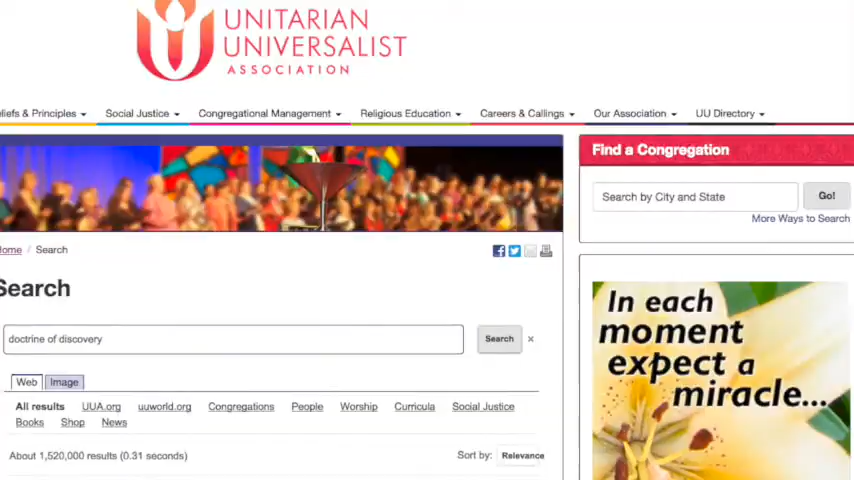 UNITARIAN
UNIVERSALIST
ASSOCIATION
liefs & Principles Social Justice Congregational Management Religious Education Careers & Callings Our Association UU Directory
Find a Congregation
Search by City and State Go!
More Ways to Search
Home / Search
Search
doctrine of discovery Search ×
Web Image
All results UUA.org uuworld.org Congregations People Worship Curricula Social Justice
Books Shop News
About 1,520,000 results (0.31 seconds) Sort by: Relevance
In each
moment
expect a
miracle...